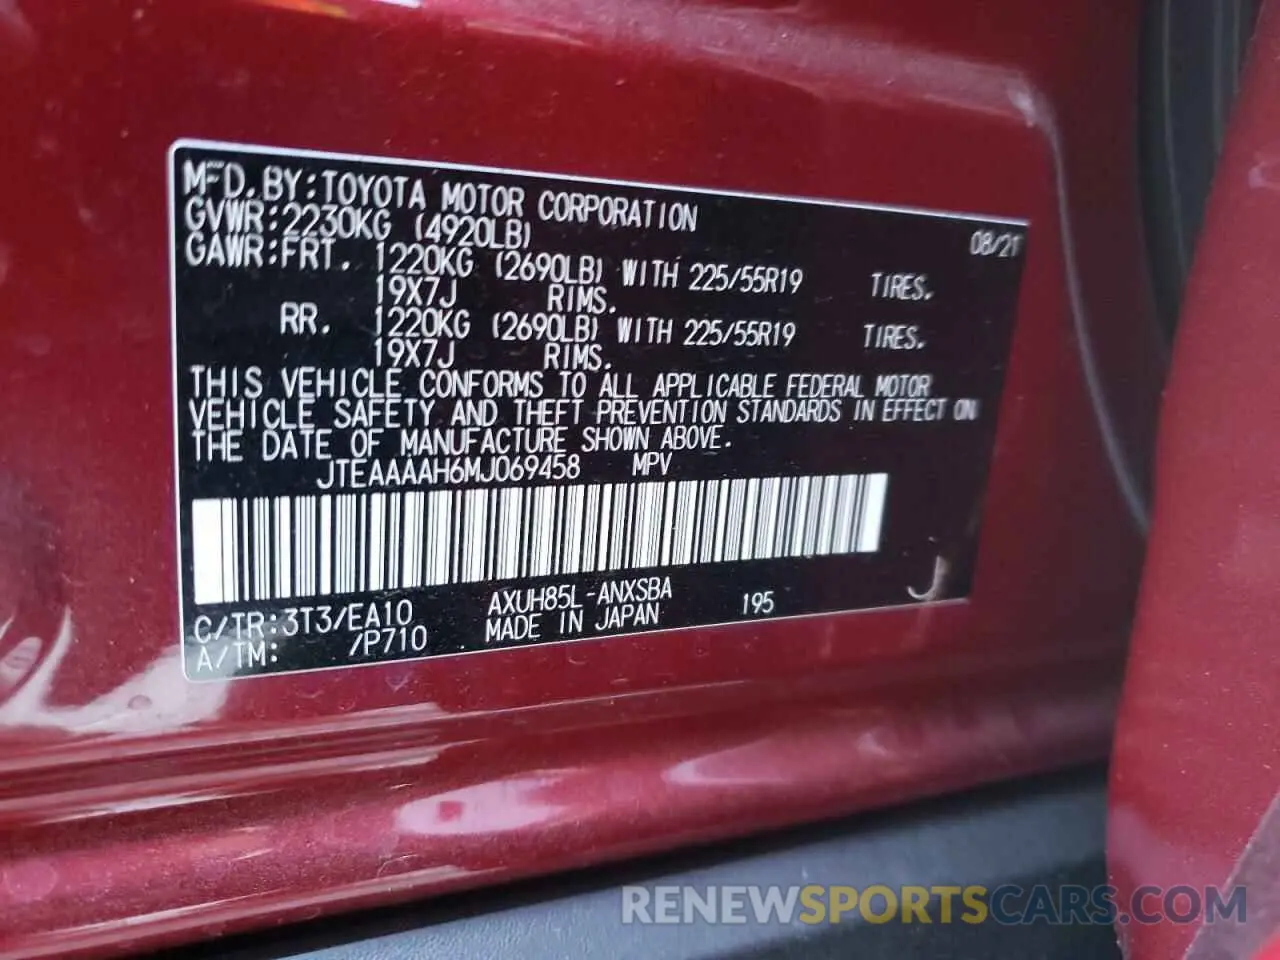 MFD.BY:TOYOTA MOTOR CORPORATION 08/21
GVWR:2230KG (4920LB)
GAWR:FRT. 1220KG (2690LB) WITH 225/55R19 TIRES.
19X7J RIMS.
RR. 1220KG (2690LB) WITH 225/55R19 TIRES.
19X7J RIMS.
THIS VEHICLE CONFORMS TO ALL APPLICABLE FEDERAL MOTOR
VEHICLE SAFETY AND THEFT PREVENTION STANDARDS IN EFFECT ON
THE DATE OF MANUFACTURE SHOWN ABOVE.
JTEAAAAH6MJ069458 MPV
C/TR:3T3/EA10 AXUH85L-ANXSBA 195
A/TM: /P710 MADE IN JAPAN
J
RENEWSPORTSCARS.COM